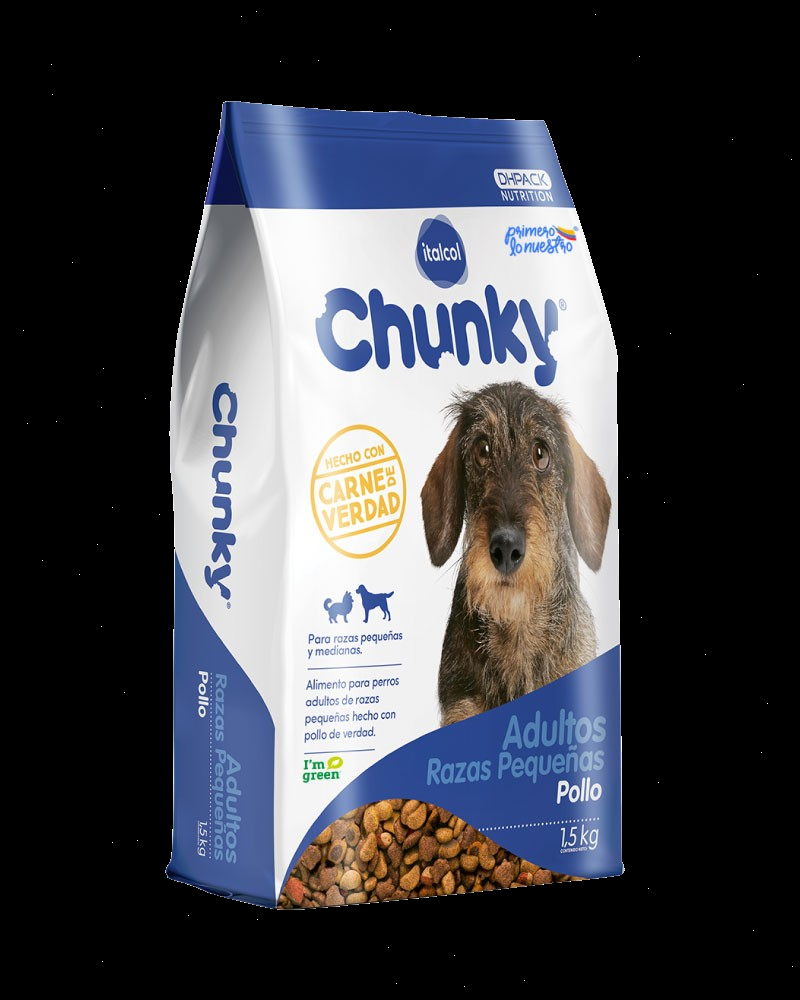 DHPACK
NUTRITION
primero
lo nuestro
italcol
Chunky®
HECHO CON
CARNE DE
VERDAD
Para razas pequeñas
y medianas.
Alimento para perros
adultos de razas
pequeñas hecho con
pollo de verdad.
I'm
green
Adultos
Razas Pequeñas
Pollo
1,5 kg
CONTENIDO NETO
Chunky®
Adultos
Razas Pequeñas
Pollo
1,5 kg